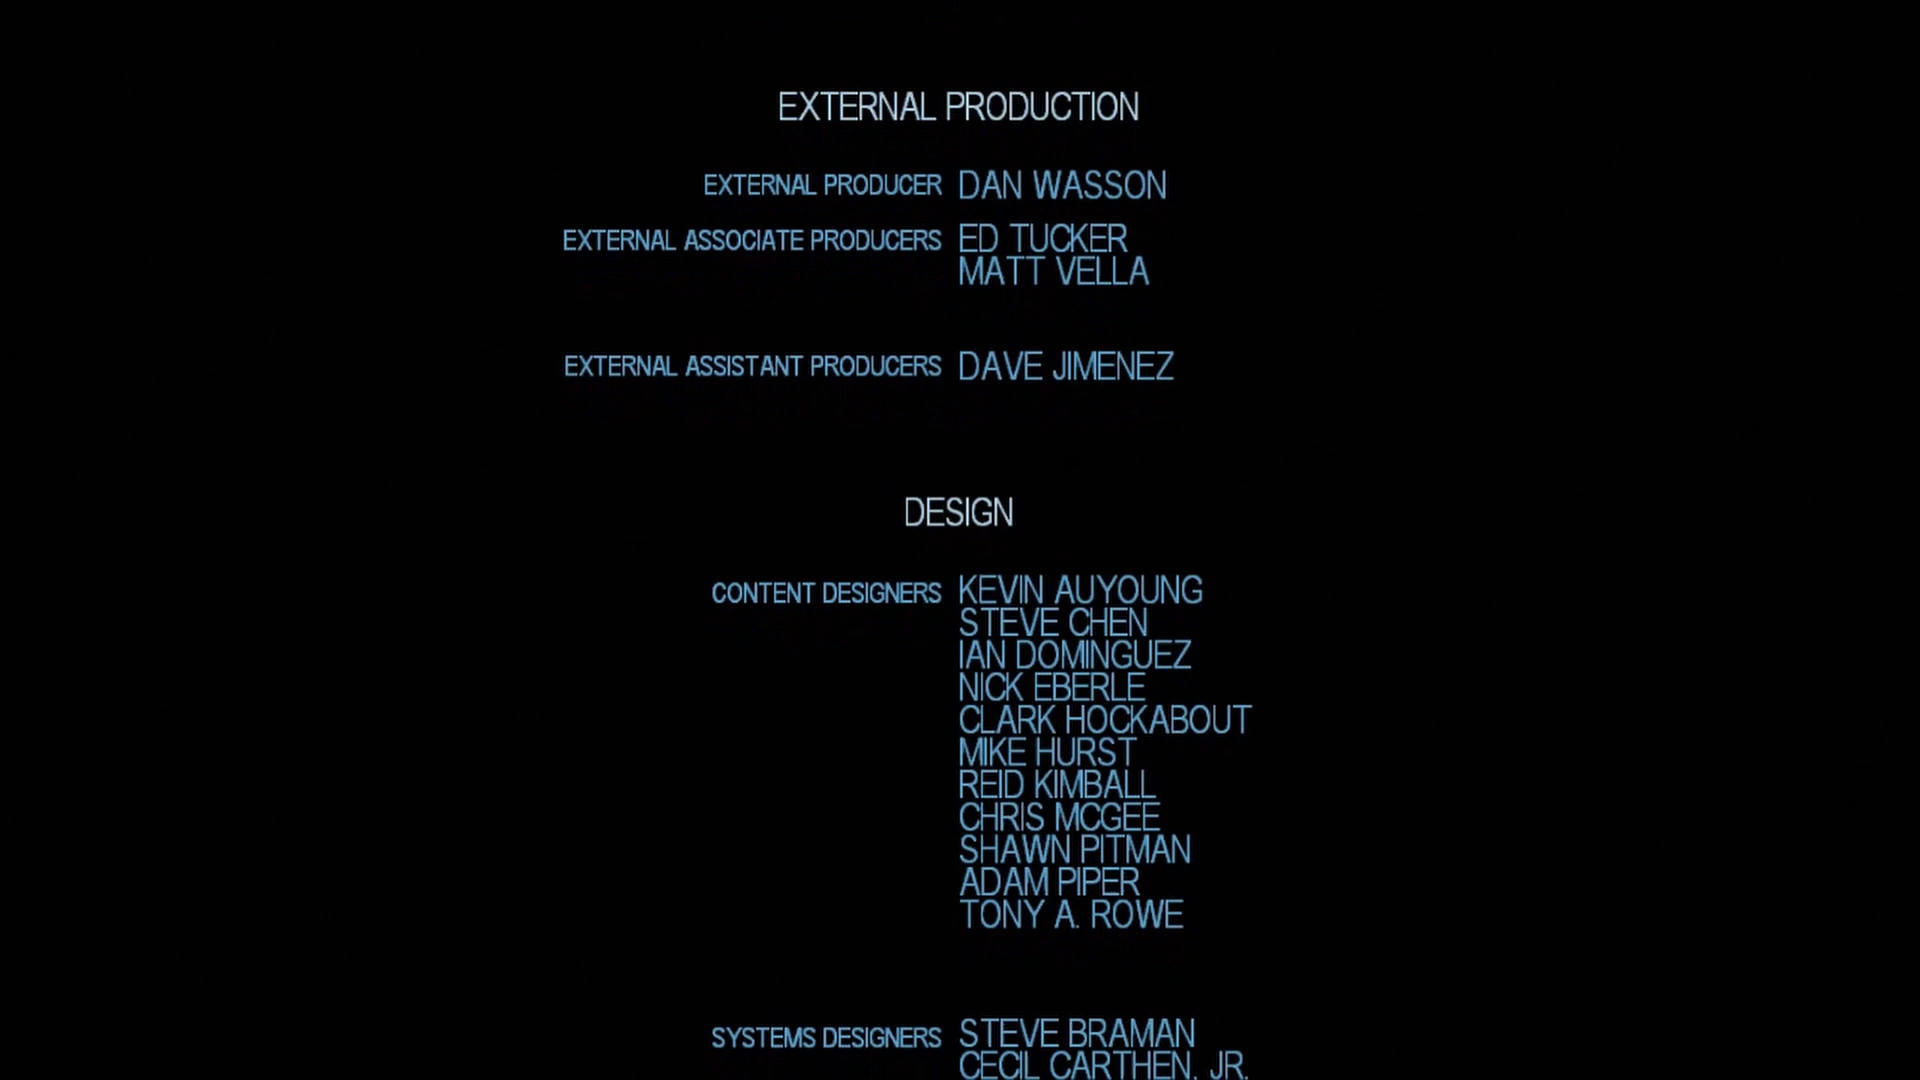 EXTERNAL PRODUCTION
EXTERNAL PRODUCER DAN WASSON
EXTERNAL ASSOCIATE PRODUCERS ED TUCKER
MATT VELLA
EXTERNAL ASSISTANT PRODUCERS DAVE JIMENEZ
DESIGN
CONTENT DESIGNERS KEVIN AUYOUNG
STEVE CHEN
IAN DOMINGUEZ
NICK EBERLE
CLARK HOCKABOUT
MIKE HURST
REID KIMBALL
CHRIS MCGEE
SHAWN PITMAN
ADAM PIPER
TONY A. ROWE
SYSTEMS DESIGNERS STEVE BRAMAN
CECIL CARTHEN, JR.